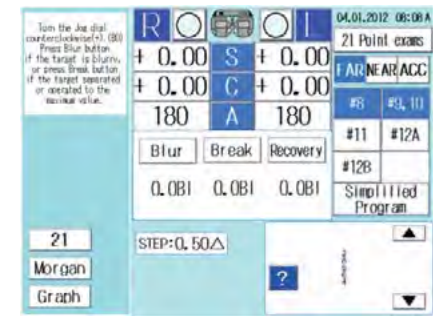 Turn the Jog dial
counterclockwise(+). (BO)
Press Blur button
if the target is blurry,
or press Break button
if the target separated
or operated to the
maximum value.
R L
+ 0.00 S + 0.00
+ 0.00 C + 0.00
180 A 180
Blur Break Recovery
0.0BI 0.0BI 0.0BI
04.01.2012 08:08A
21 Point exams
FAR NEAR ACC
#8 #9, 10
#11 #12A
#12B
Simplified
Program
21
Morgan
Graph
STEP:0.50△
?
▲
▼